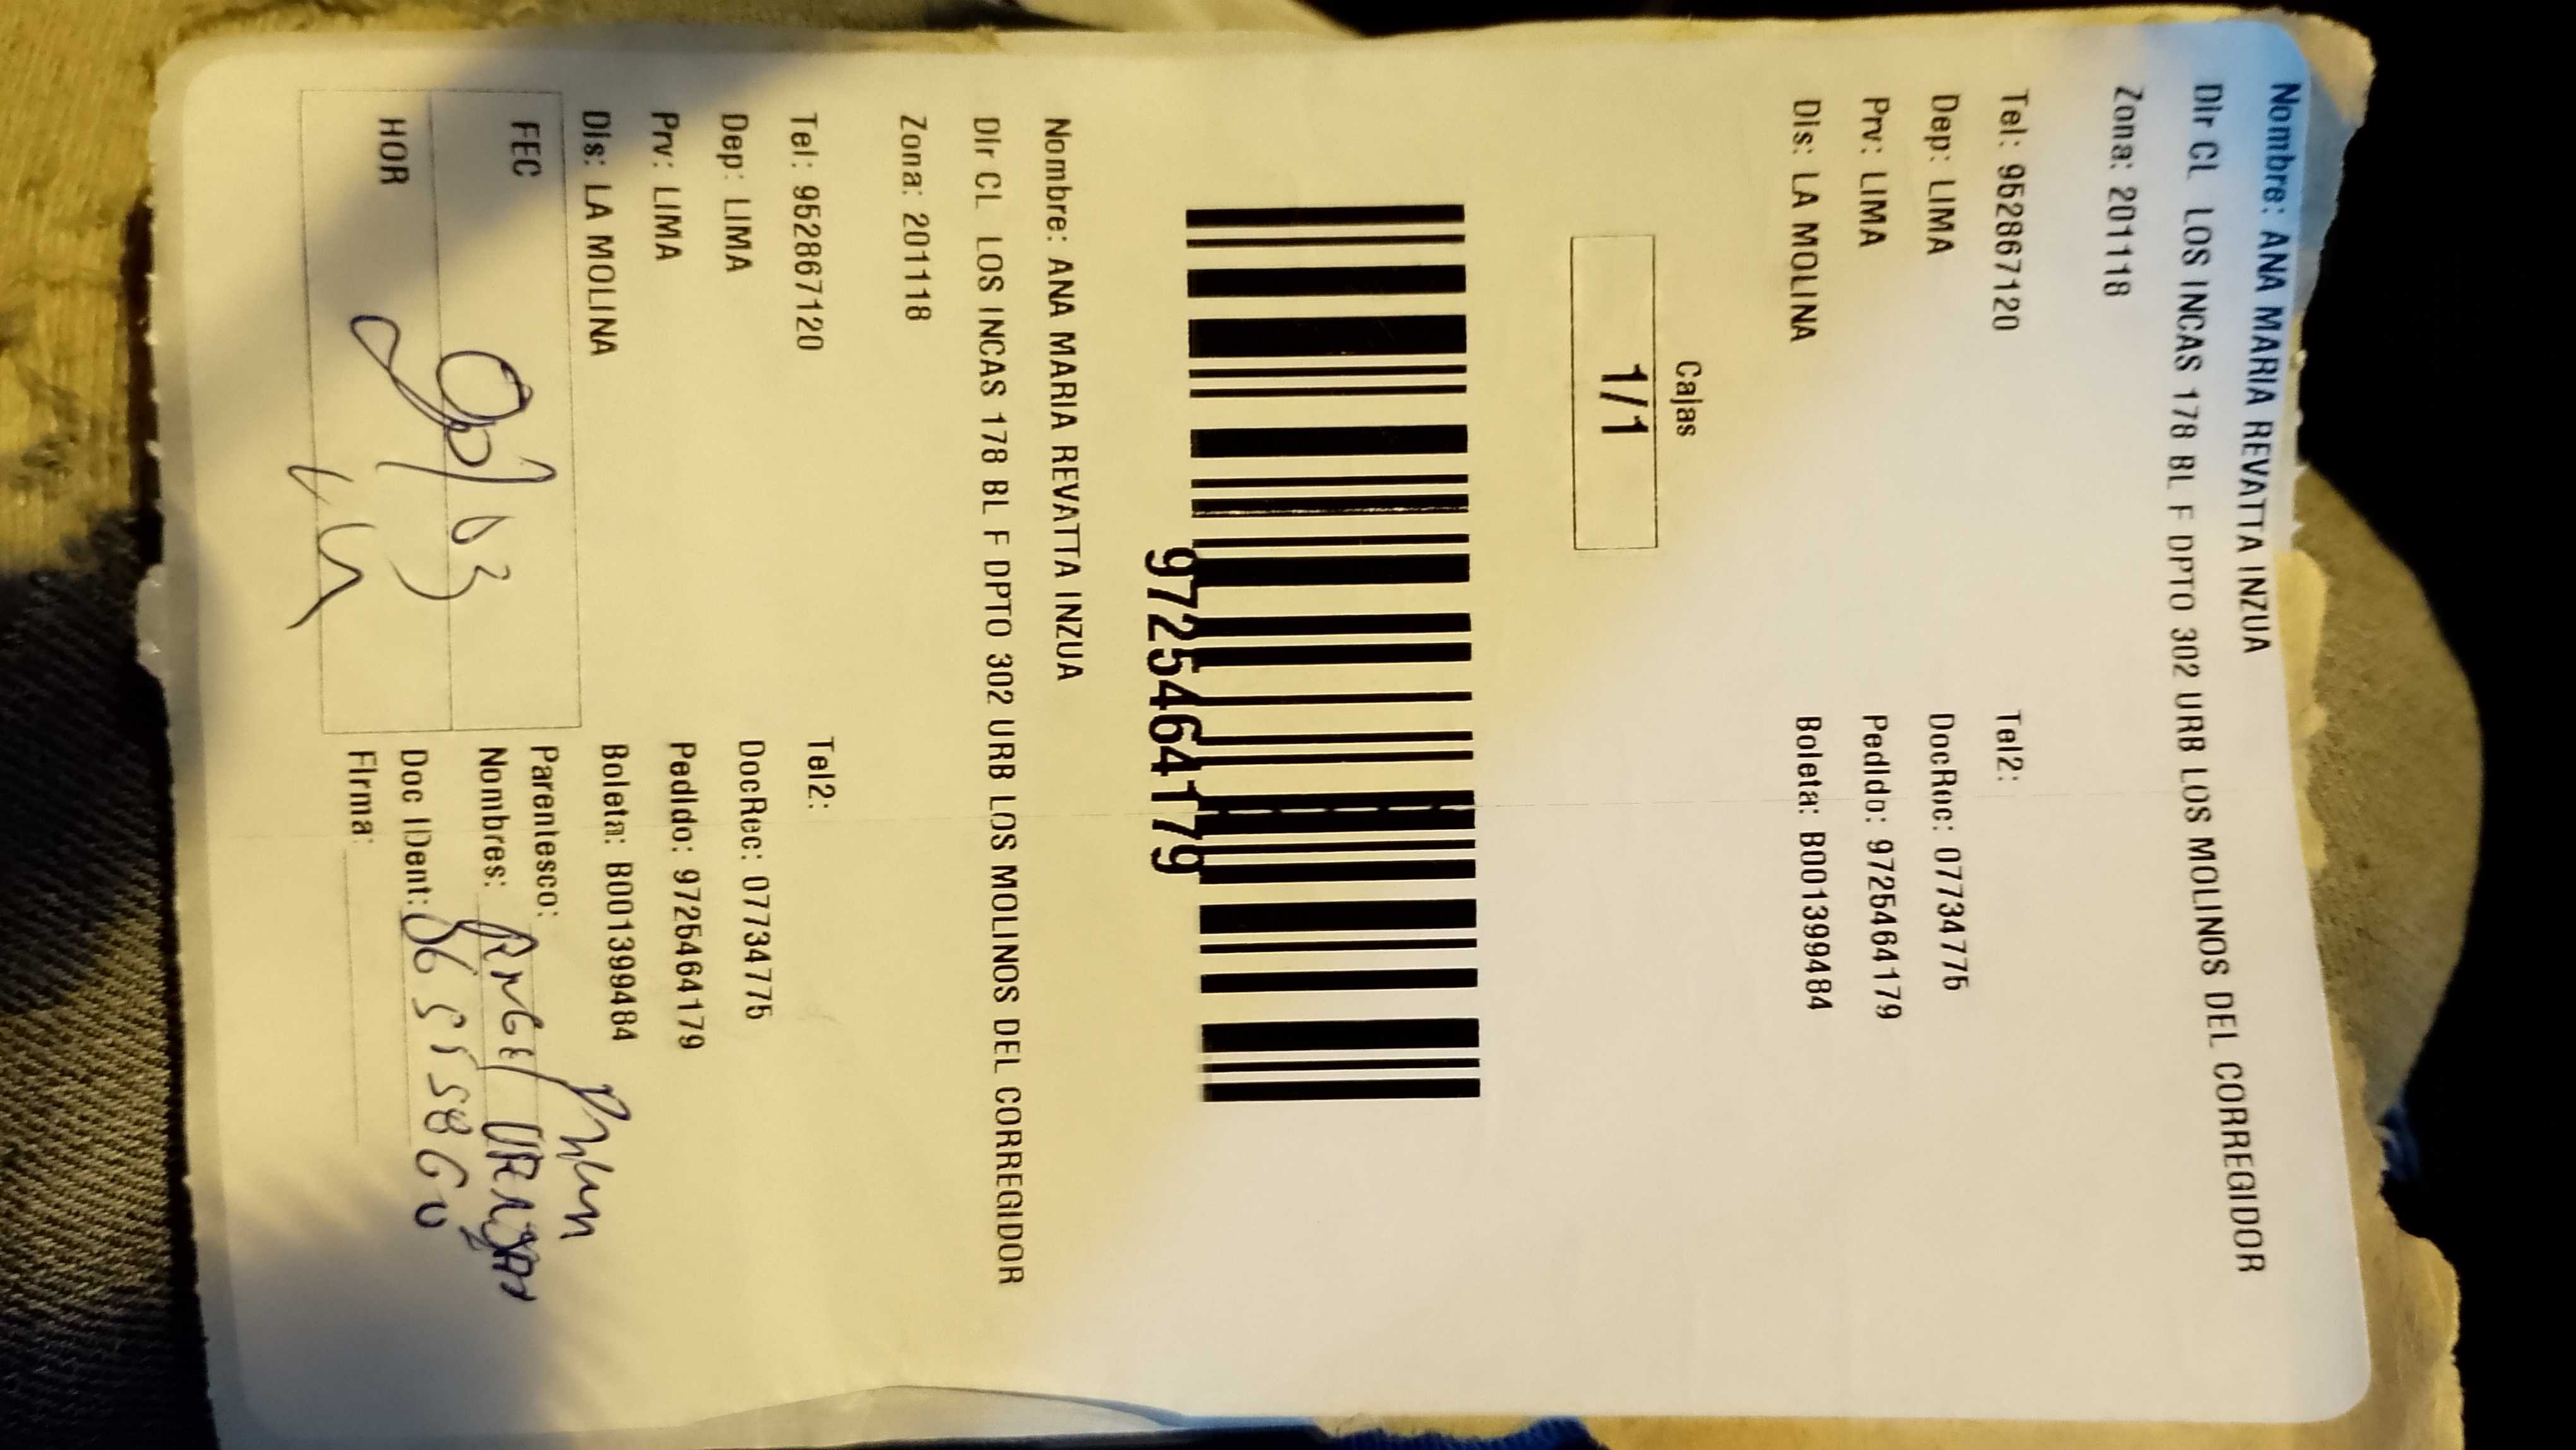 Nombre: ANA MARIA REVATTA INZUA
Dir CL LOS INCAS 178 BL F DPTO 302 URB LOS MOLINOS DEL CORREGIDOR
Zona: 201118
Tel: 952867120 Tel2:
Dep: LIMA DocRec: 07734775
Prv: LIMA Pedido: 9725464179
Dis: LA MOLINA Boleta: B001399484
Cajas
1/1
9725464179
Nombre: ANA MARIA REVATTA INZUA
Dir CL LOS INCAS 178 BL F DPTO 302 URB LOS MOLINOS DEL CORREGIDOR
Zona: 201118
Tel: 952867120 Tel2:
Dep: LIMA DocRec: 07734775
Prv: LIMA Pedido: 9725464179
Dis: LA MOLINA Boleta: B001399484
FEC Parentesco:
Nombres: Angel
HOR Doc IDent:
Firma: